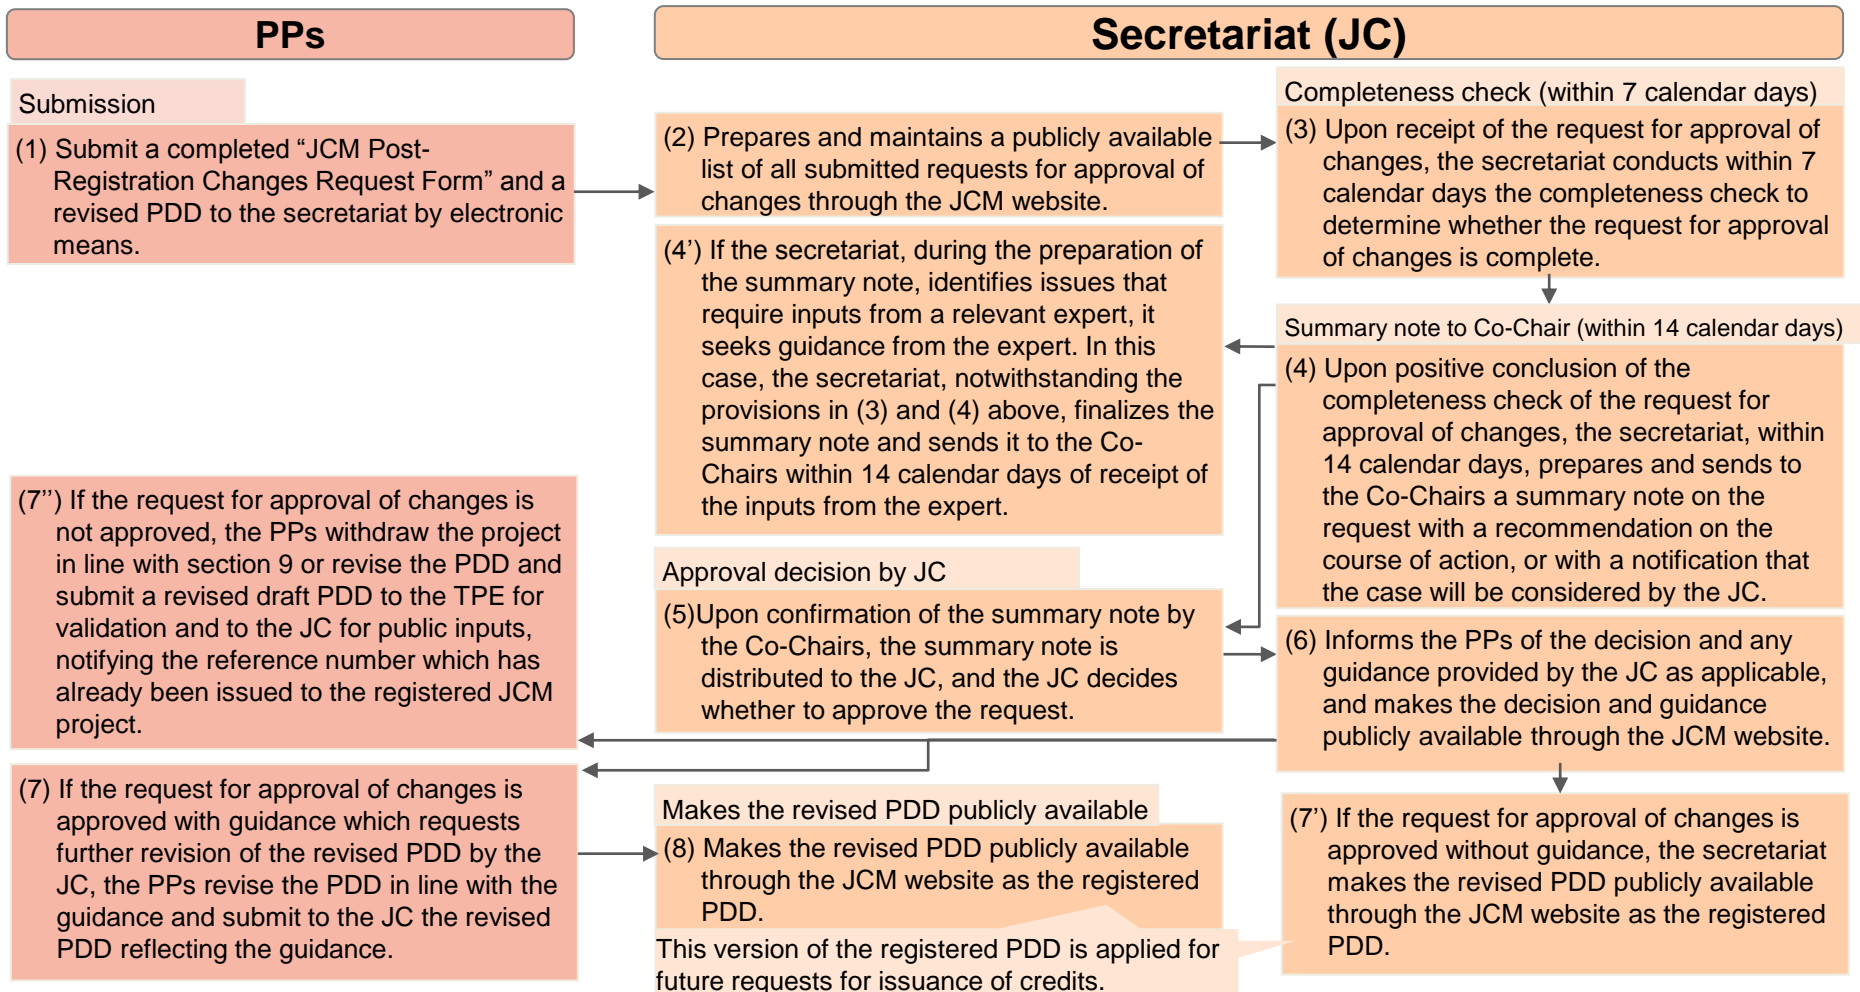 PPs
Secretariat (JC)
Submission
(1) Submit a completed “JCM Post-
Registration Changes Request Form” and a
revised PDD to the secretariat by electronic
means.
(2) Prepares and maintains a publicly available
list of all submitted requests for approval of
changes through the JCM website.
Completeness check (within 7 calendar days)
(3) Upon receipt of the request for approval of
changes, the secretariat conducts within 7
calendar days the completeness check to
determine whether the request for approval
of changes is complete.
Summary note to Co-Chair (within 14 calendar days)
(4) Upon positive conclusion of the
completeness check of the request for
approval of changes, the secretariat, within
14 calendar days, prepares and sends to
the Co-Chairs a summary note on the
request with a recommendation on the
course of action, or with a notification that
the case will be considered by the JC.
(4’) If the secretariat, during the preparation of
the summary note, identifies issues that
require inputs from a relevant expert, it
seeks guidance from the expert. In this
case, the secretariat, notwithstanding the
provisions in (3) and (4) above, finalizes the
summary note and sends it to the Co-
Chairs within 14 calendar days of receipt of
the inputs from the expert.
Approval decision by JC
(5)Upon confirmation of the summary note by
the Co-Chairs, the summary note is
distributed to the JC, and the JC decides
whether to approve the request.
(6) Informs the PPs of the decision and any
guidance provided by the JC as applicable,
and makes the decision and guidance
publicly available through the JCM website.
(7’’) If the request for approval of changes is
not approved, the PPs withdraw the project
in line with section 9 or revise the PDD and
submit a revised draft PDD to the TPE for
validation and to the JC for public inputs,
notifying the reference number which has
already been issued to the registered JCM
project.
(7) If the request for approval of changes is
approved with guidance which requests
further revision of the revised PDD by the
JC, the PPs revise the PDD in line with the
guidance and submit to the JC the revised
PDD reflecting the guidance.
Makes the revised PDD publicly available
(8) Makes the revised PDD publicly available
through the JCM website as the registered
PDD.
This version of the registered PDD is applied for
future requests for issuance of credits.
(7’) If the request for approval of changes is
approved without guidance, the secretariat
makes the revised PDD publicly available
through the JCM website as the registered
PDD.